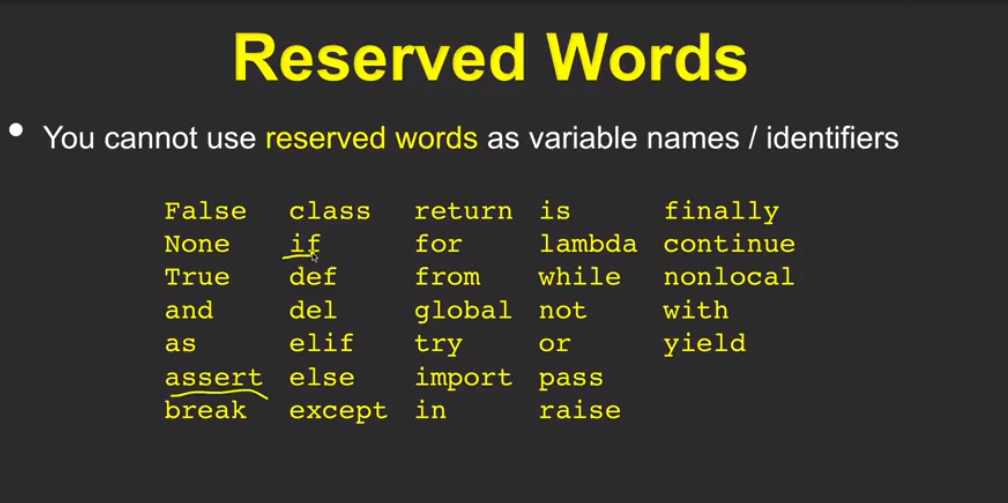 Reserved Words
• You cannot use reserved words as variable names / identifiers
False class return is finally
None if for lambda continue
True def from while nonlocal
and del global not with
as elif try or yield
assert else import pass
break except in raise